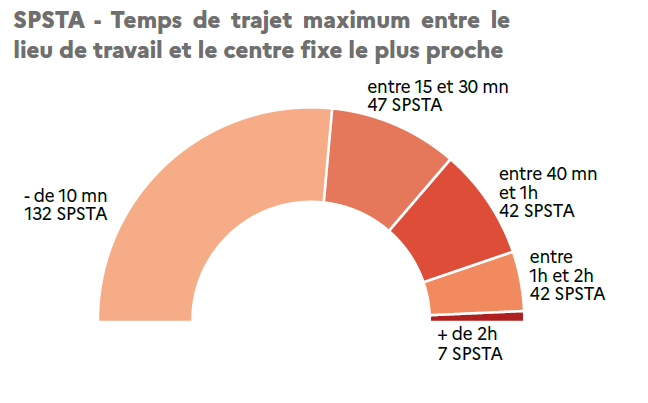 SPSTA - Temps de trajet maximum entre le
lieu de travail et le centre fixe le plus proche
entre 15 et 30 mn
47 SPSTA
- de 10 mn
132 SPSTA
entre 40 mn
et 1h
42 SPSTA
entre
1h et 2h
42 SPSTA
+ de 2h
7 SPSTA